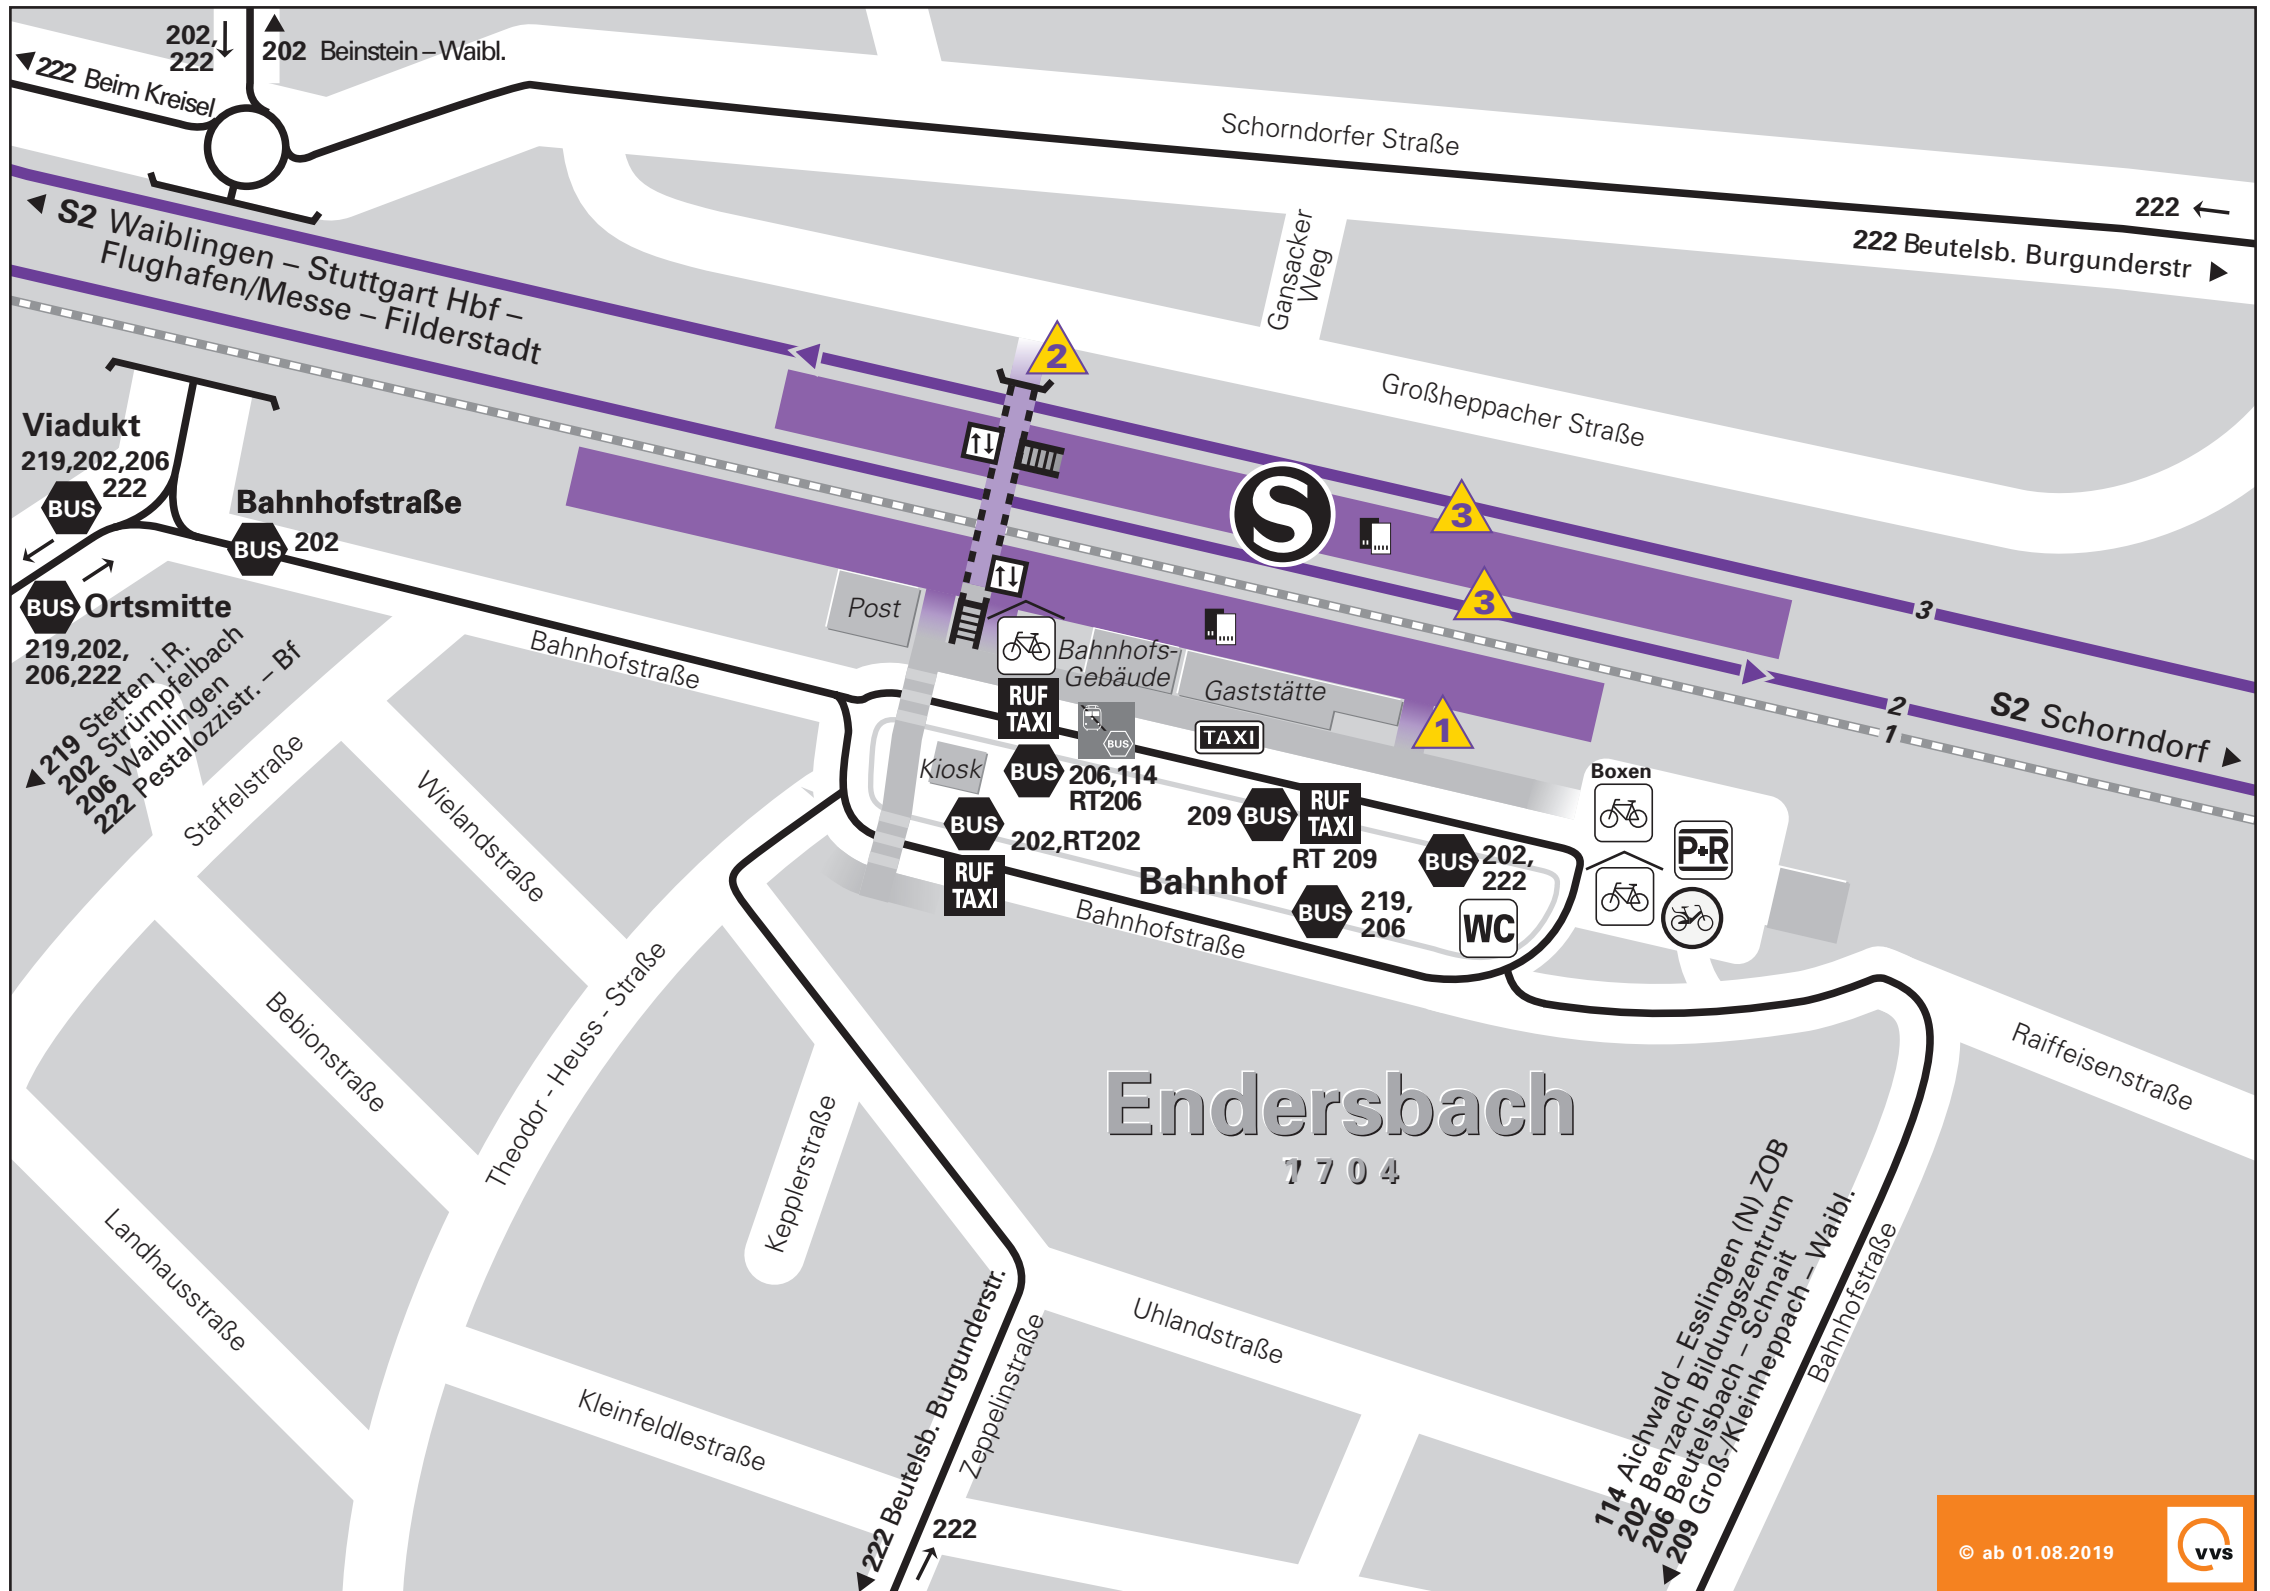 202,
222
202 Beinstein – Waibl.
222 Beim Kreisel
Schorndorfer Straße
222
222 Beutelsb. Burgunderstr
S2 Waiblingen – Stuttgart Hbf –
Flughafen/Messe – Filderstadt
Gansacker
Weg
2
Großheppacher Straße
Viadukt
219,202,206
222
BUS
Bahnhofstraße
BUS 202
S
3
3
3
BUS Ortsmitte
219,202,
206,222
Post
Bahnhofstraße
Bahnhofs-
Gebäude
Gaststätte
1
2
1
S2 Schorndorf
219 Stetten i.R.
202 Strümpfelbach
206 Waiblingen
222 Pestalozzistr. – Bf
RUF
TAXI
BUS
TAXI
Kiosk
BUS 206,114
RT206
BUS
202,RT202
RUF
TAXI
209 BUS
RUF
TAXI
RT 209
Bahnhof
BUS 202,
222
BUS 219,
206
WC
Boxen
P+R
Staffelstraße
Wielandstraße
Bahnhofstraße
Bebionstraße
Theodor - Heuss - Straße
Kepplerstraße
Endersbach
7704
Raiffeisenstraße
Landhausstraße
Uhlandstraße
Kleinfeldlestraße
222 Beutelsb. Burgunderstr.
Zeppelinstraße
222
114 Aichwald – Esslingen (N) ZOB
202 Benzach Bildungszentrum
206 Beutelsbach – Schnait
209 Groß-/Kleinheppach – Waibl.
Bahnhofstraße
© ab 01.08.2019
vvs